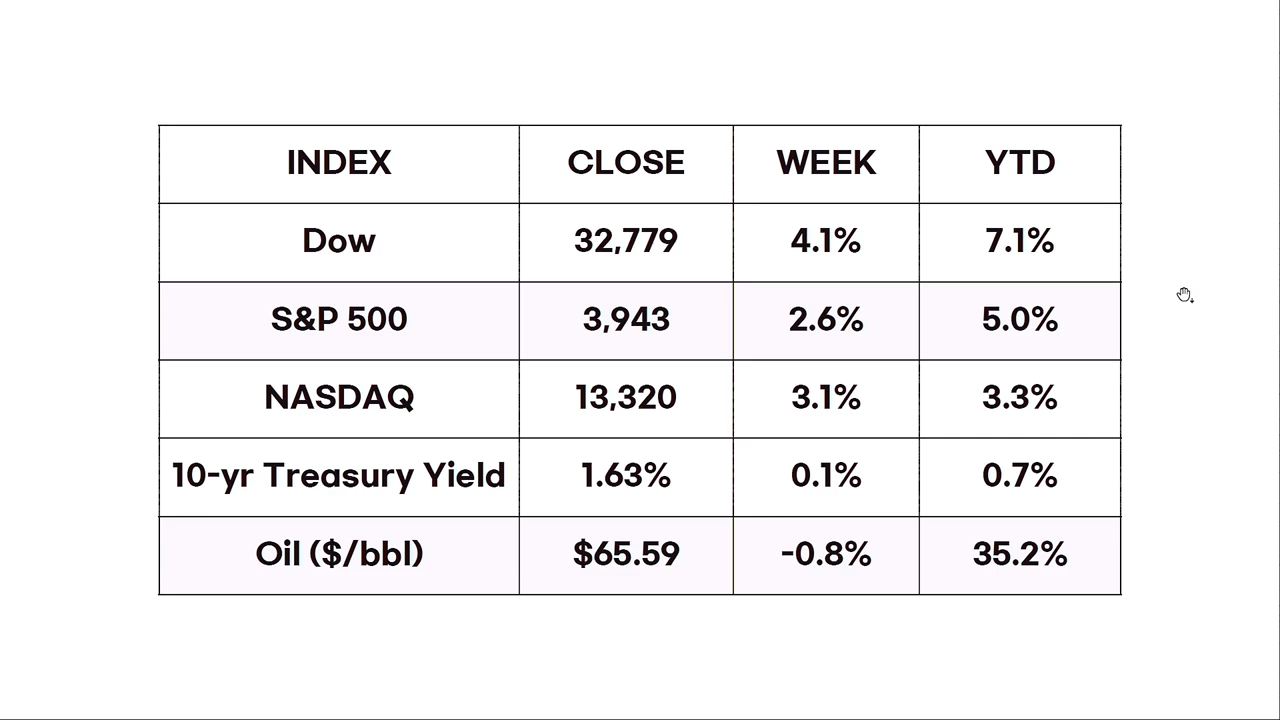 INDEX CLOSE WEEK YTD
Dow 32,779 4.1% 7.1%
S&P 500 3,943 2.6% 5.0%
NASDAQ 13,320 3.1% 3.3%
10-yr Treasury Yield 1.63% 0.1% 0.7%
Oil ($/bbl) $65.59 -0.8% 35.2%